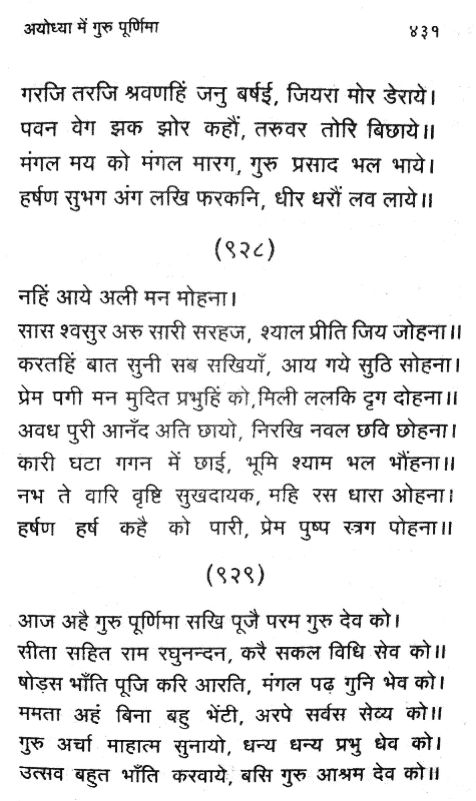 अयोध्या में गुरु पूर्णिमा ४३१
गरजि तरजि श्रवणहिं जनु बर्षई, जियरा मोर डेराये।
पवन वेग झक झोर कहौं, तरुवर तोरि बिछाये॥
मंगल मय को मंगल मारग, गुरु प्रसाद भल भाये।
हर्षण सुभग अंग लखि फरकनि, धीर धरौं लव लाये॥
(९२८)
नहिं आये अली मन मोहना।
सास श्वसुर अरु सारी सरहज, श्याल प्रीति जिय जोहना॥
करतहिं बात सुनी सब सखियाँ, आय गये सुठि सोहना।
प्रेम पगी मन मुदित प्रभुहिं को,मिली ललकि दृग दोहना॥
अवध पुरी आनँद अति छायो, निरखि नवल छवि छोहना।
कारी घटा गगन में छाई, भूमि श्याम भल भौंहना॥
नभ ते वारि वृष्टि सुखदायक, महि रस धारा ओहना।
हर्षण हर्ष कहै को पारी, प्रेम पुष्प स्त्रग पोहना॥
(९२९)
आज अहै गुरु पूर्णिमा सखि पूजै परम गुरु देव को।
सीता सहित राम रघुनन्दन, करै सकल विधि सेव को॥
षोड्स भाँति पूजि करि आरति, मंगल पढ़ गुनि भेव को।
ममता अहं बिना बहु भेंटी, अरपे सर्वस सेव्य को॥
गुरु अर्चा माहात्म सुनायो, धन्य धन्य प्रभु धेव को।
उत्सव बहुत भाँति करवाये, बसि गुरु आश्रम देव को॥